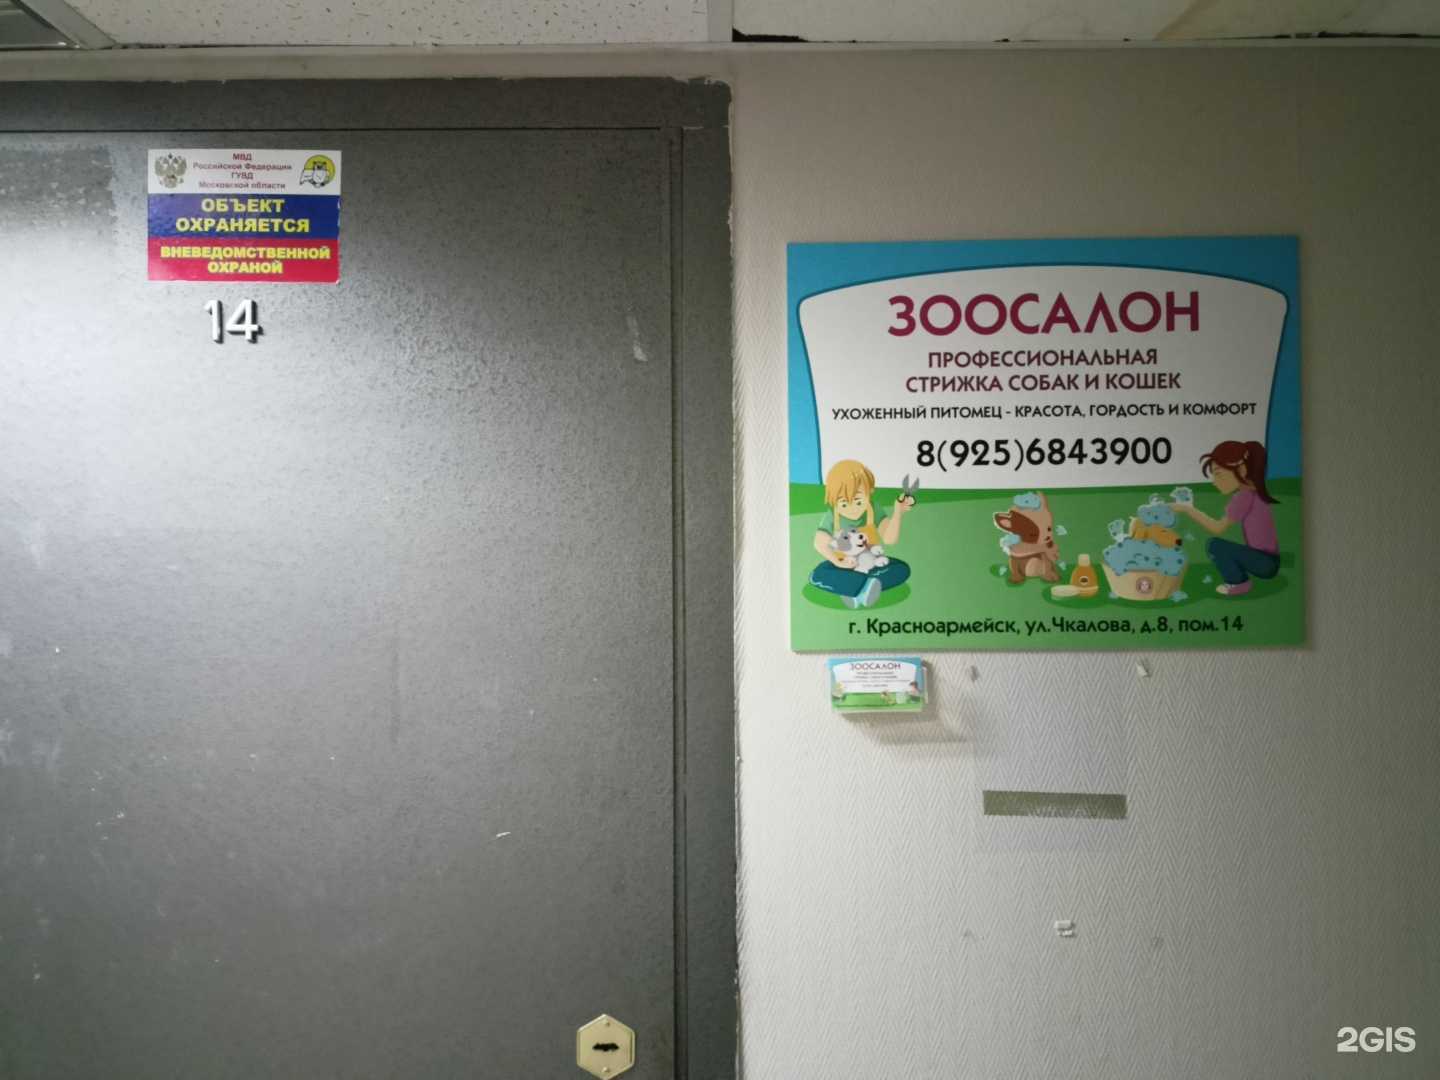 МВД
Российской Федерации
ГУВД
Московской области
ОБЪЕКТ
ОХРАНЯЕТСЯ
ВНЕВЕДОМСТВЕННОЙ
ОХРАНОЙ
14
ЗООСАЛОН
ПРОФЕССИОНАЛЬНАЯ
СТРИЖКА СОБАК И КОШЕК
УХОЖЕННЫЙ ПИТОМЕЦ - КРАСОТА, ГОРДОСТЬ И КОМФОРТ
8(925)6843900
г. Красноармейск, ул.Чкалова, д.8, пом.14
ЗООСАЛОН
2GIS